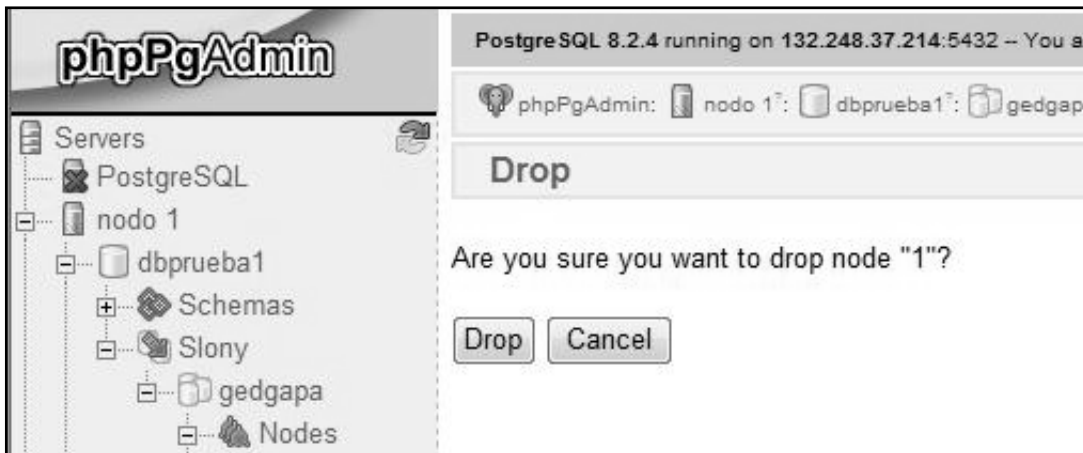 phpPgAdmin
Servers
PostgreSQL
nodo 1
dbprueba1
Schemas
Slony
gedgapa
Nodes
PostgreSQL 8.2.4 running on 132.248.37.214:5432 -- You a
phpPgAdmin: nodo 1?: dbprueba1?: gedgap
Drop
Are you sure you want to drop node "1"?
Drop Cancel